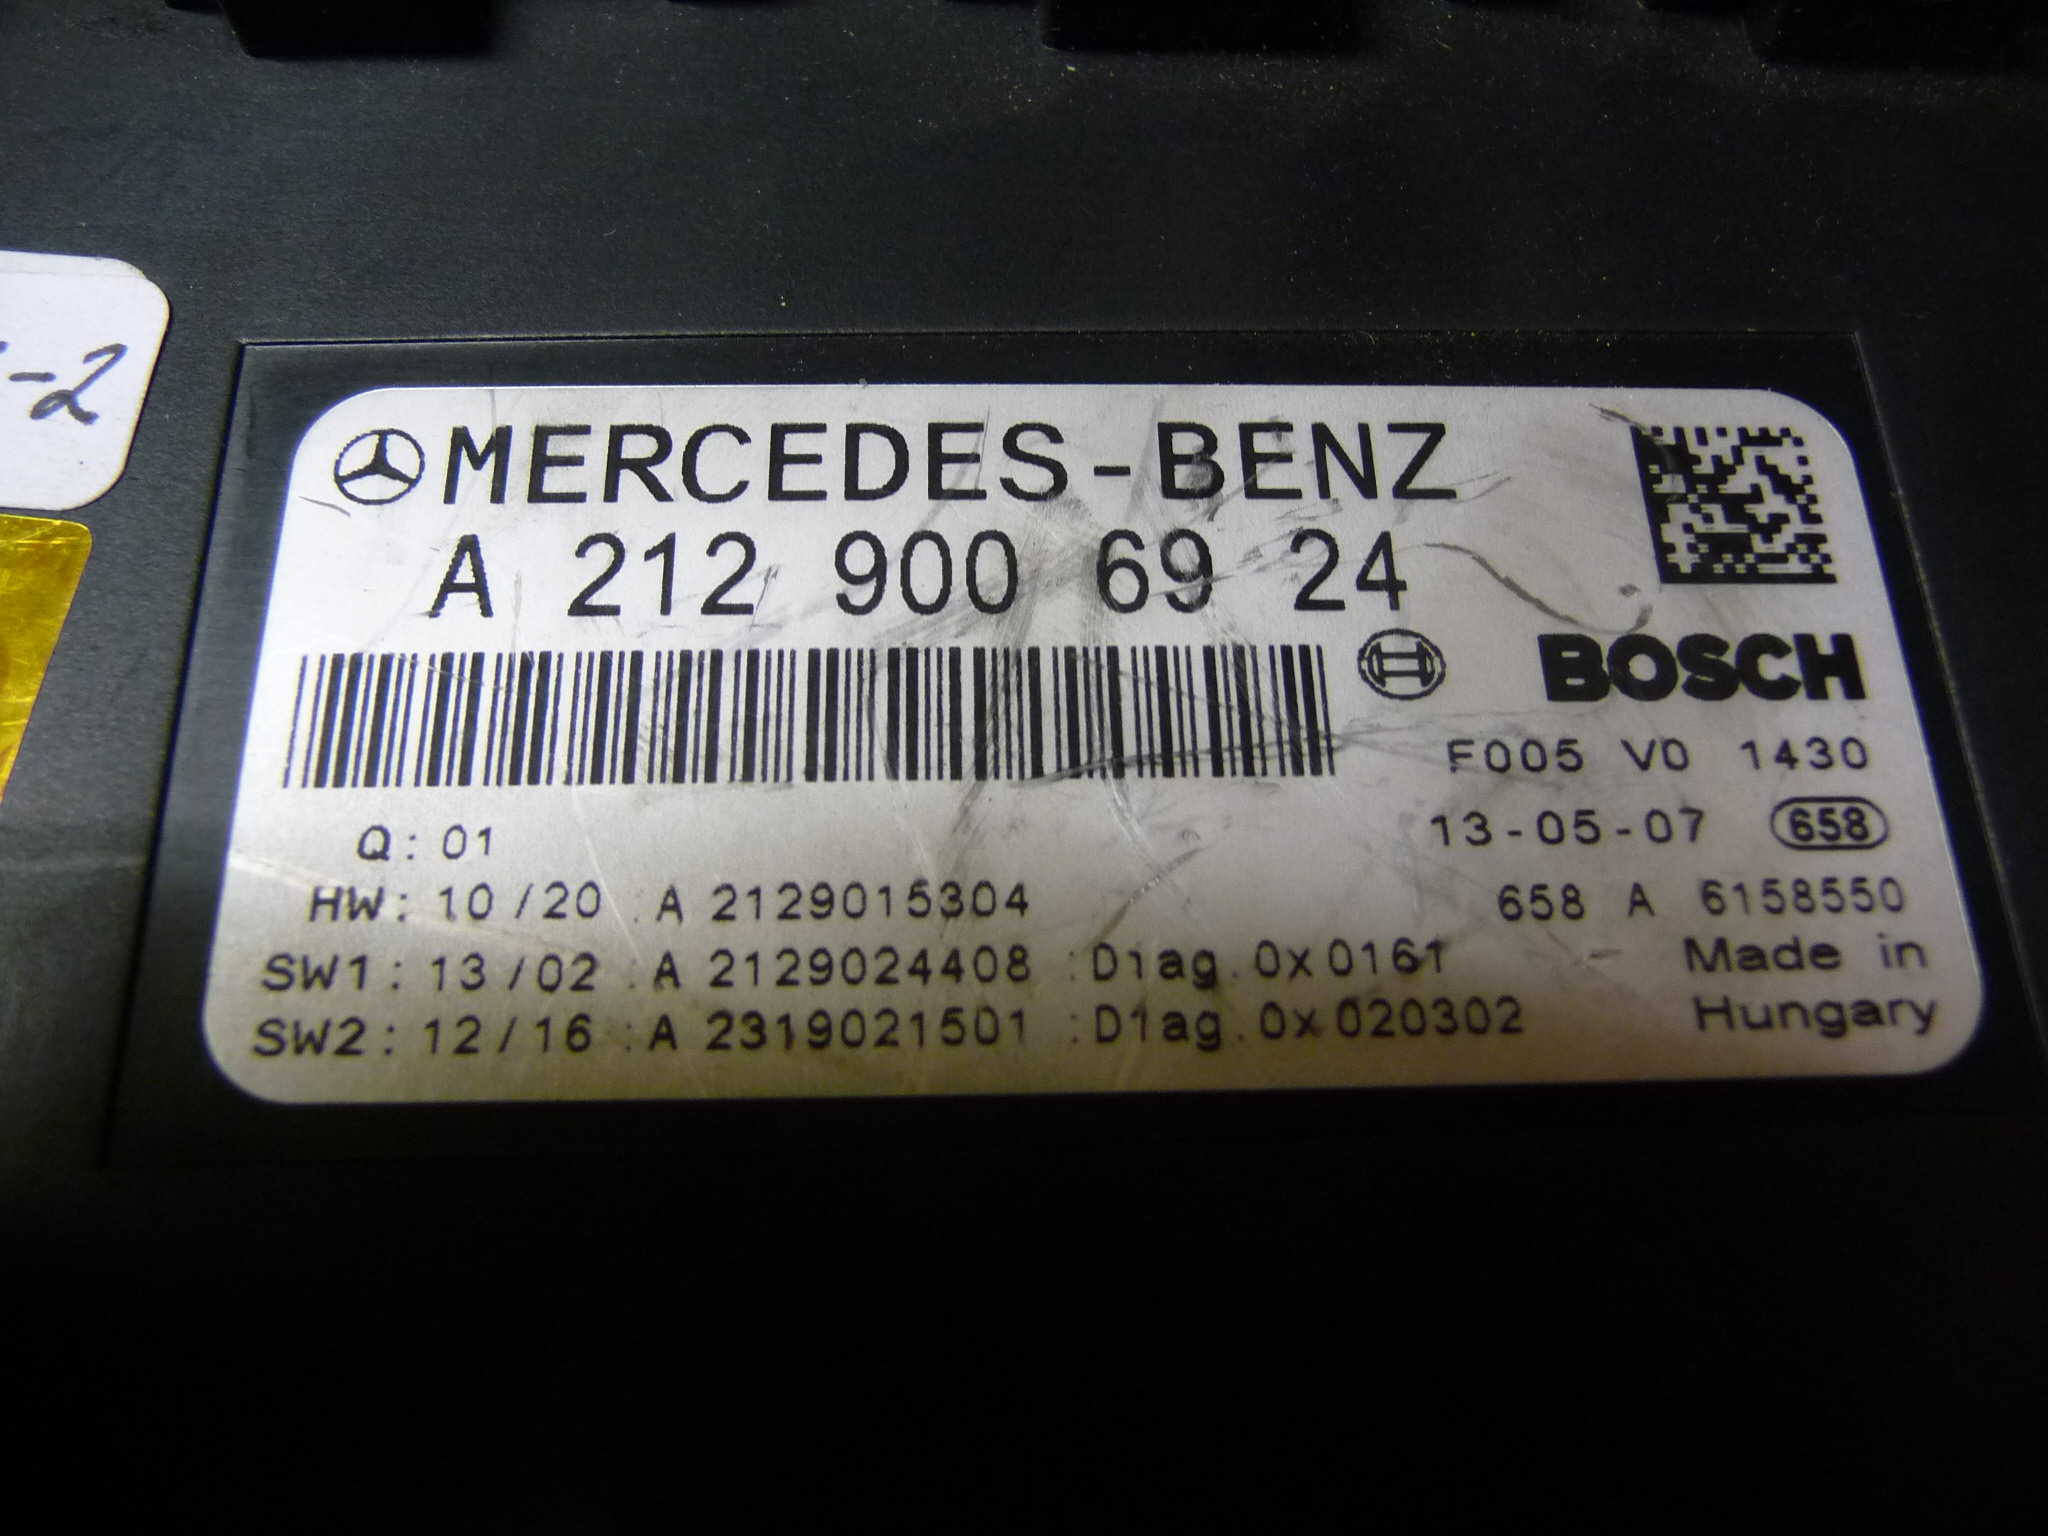 -2
MERCEDES-BENZ
A 212 900 69 24
BOSCH
F005 V0 1430
Q: 01
13-05-07 658
HW: 10/20 A 2129015304
658 A 6158550
SW1: 13/02 :A 2129024408 :Diag.0x0161
Made in
SW2: 12/16 :A 2319021501 :Diag.0x020302
Hungary